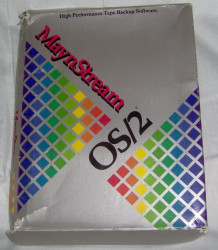 High Performance Tape Backup Software.
MaynStream
OS/2